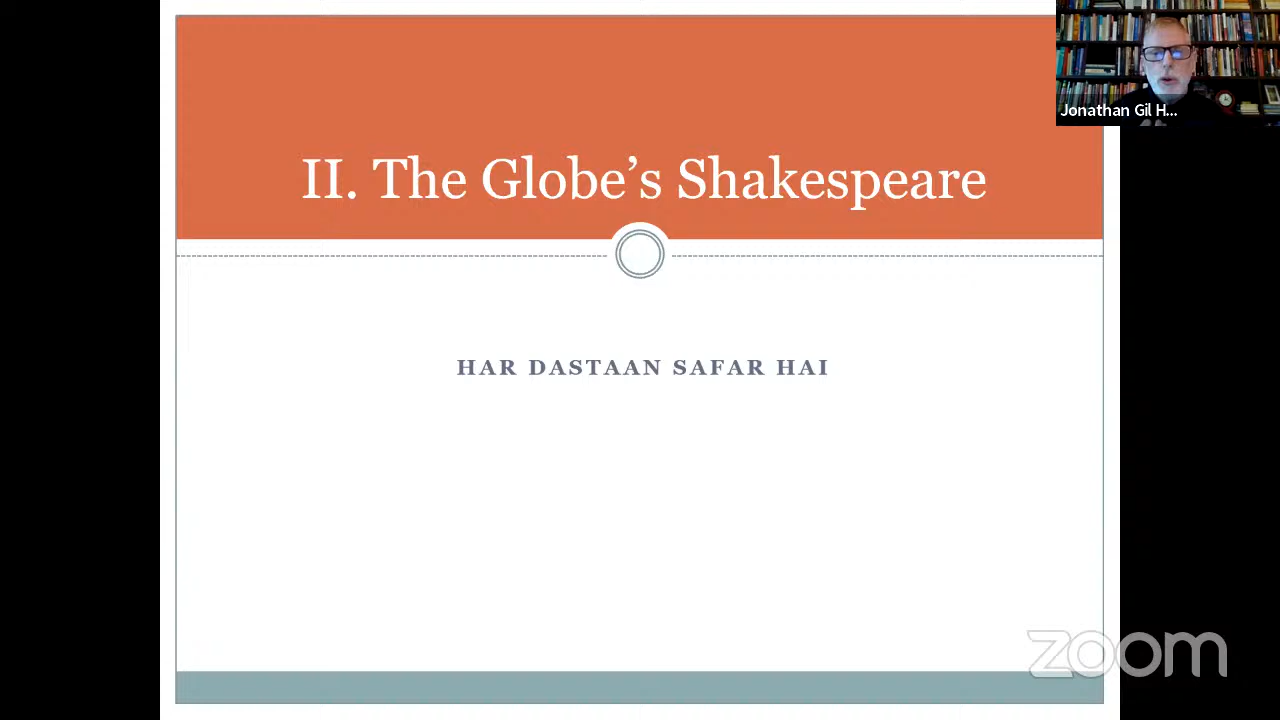 Jonathan Gil H...
II. The Globe’s Shakespeare
HAR DASTAAN SAFAR HAI
zoom